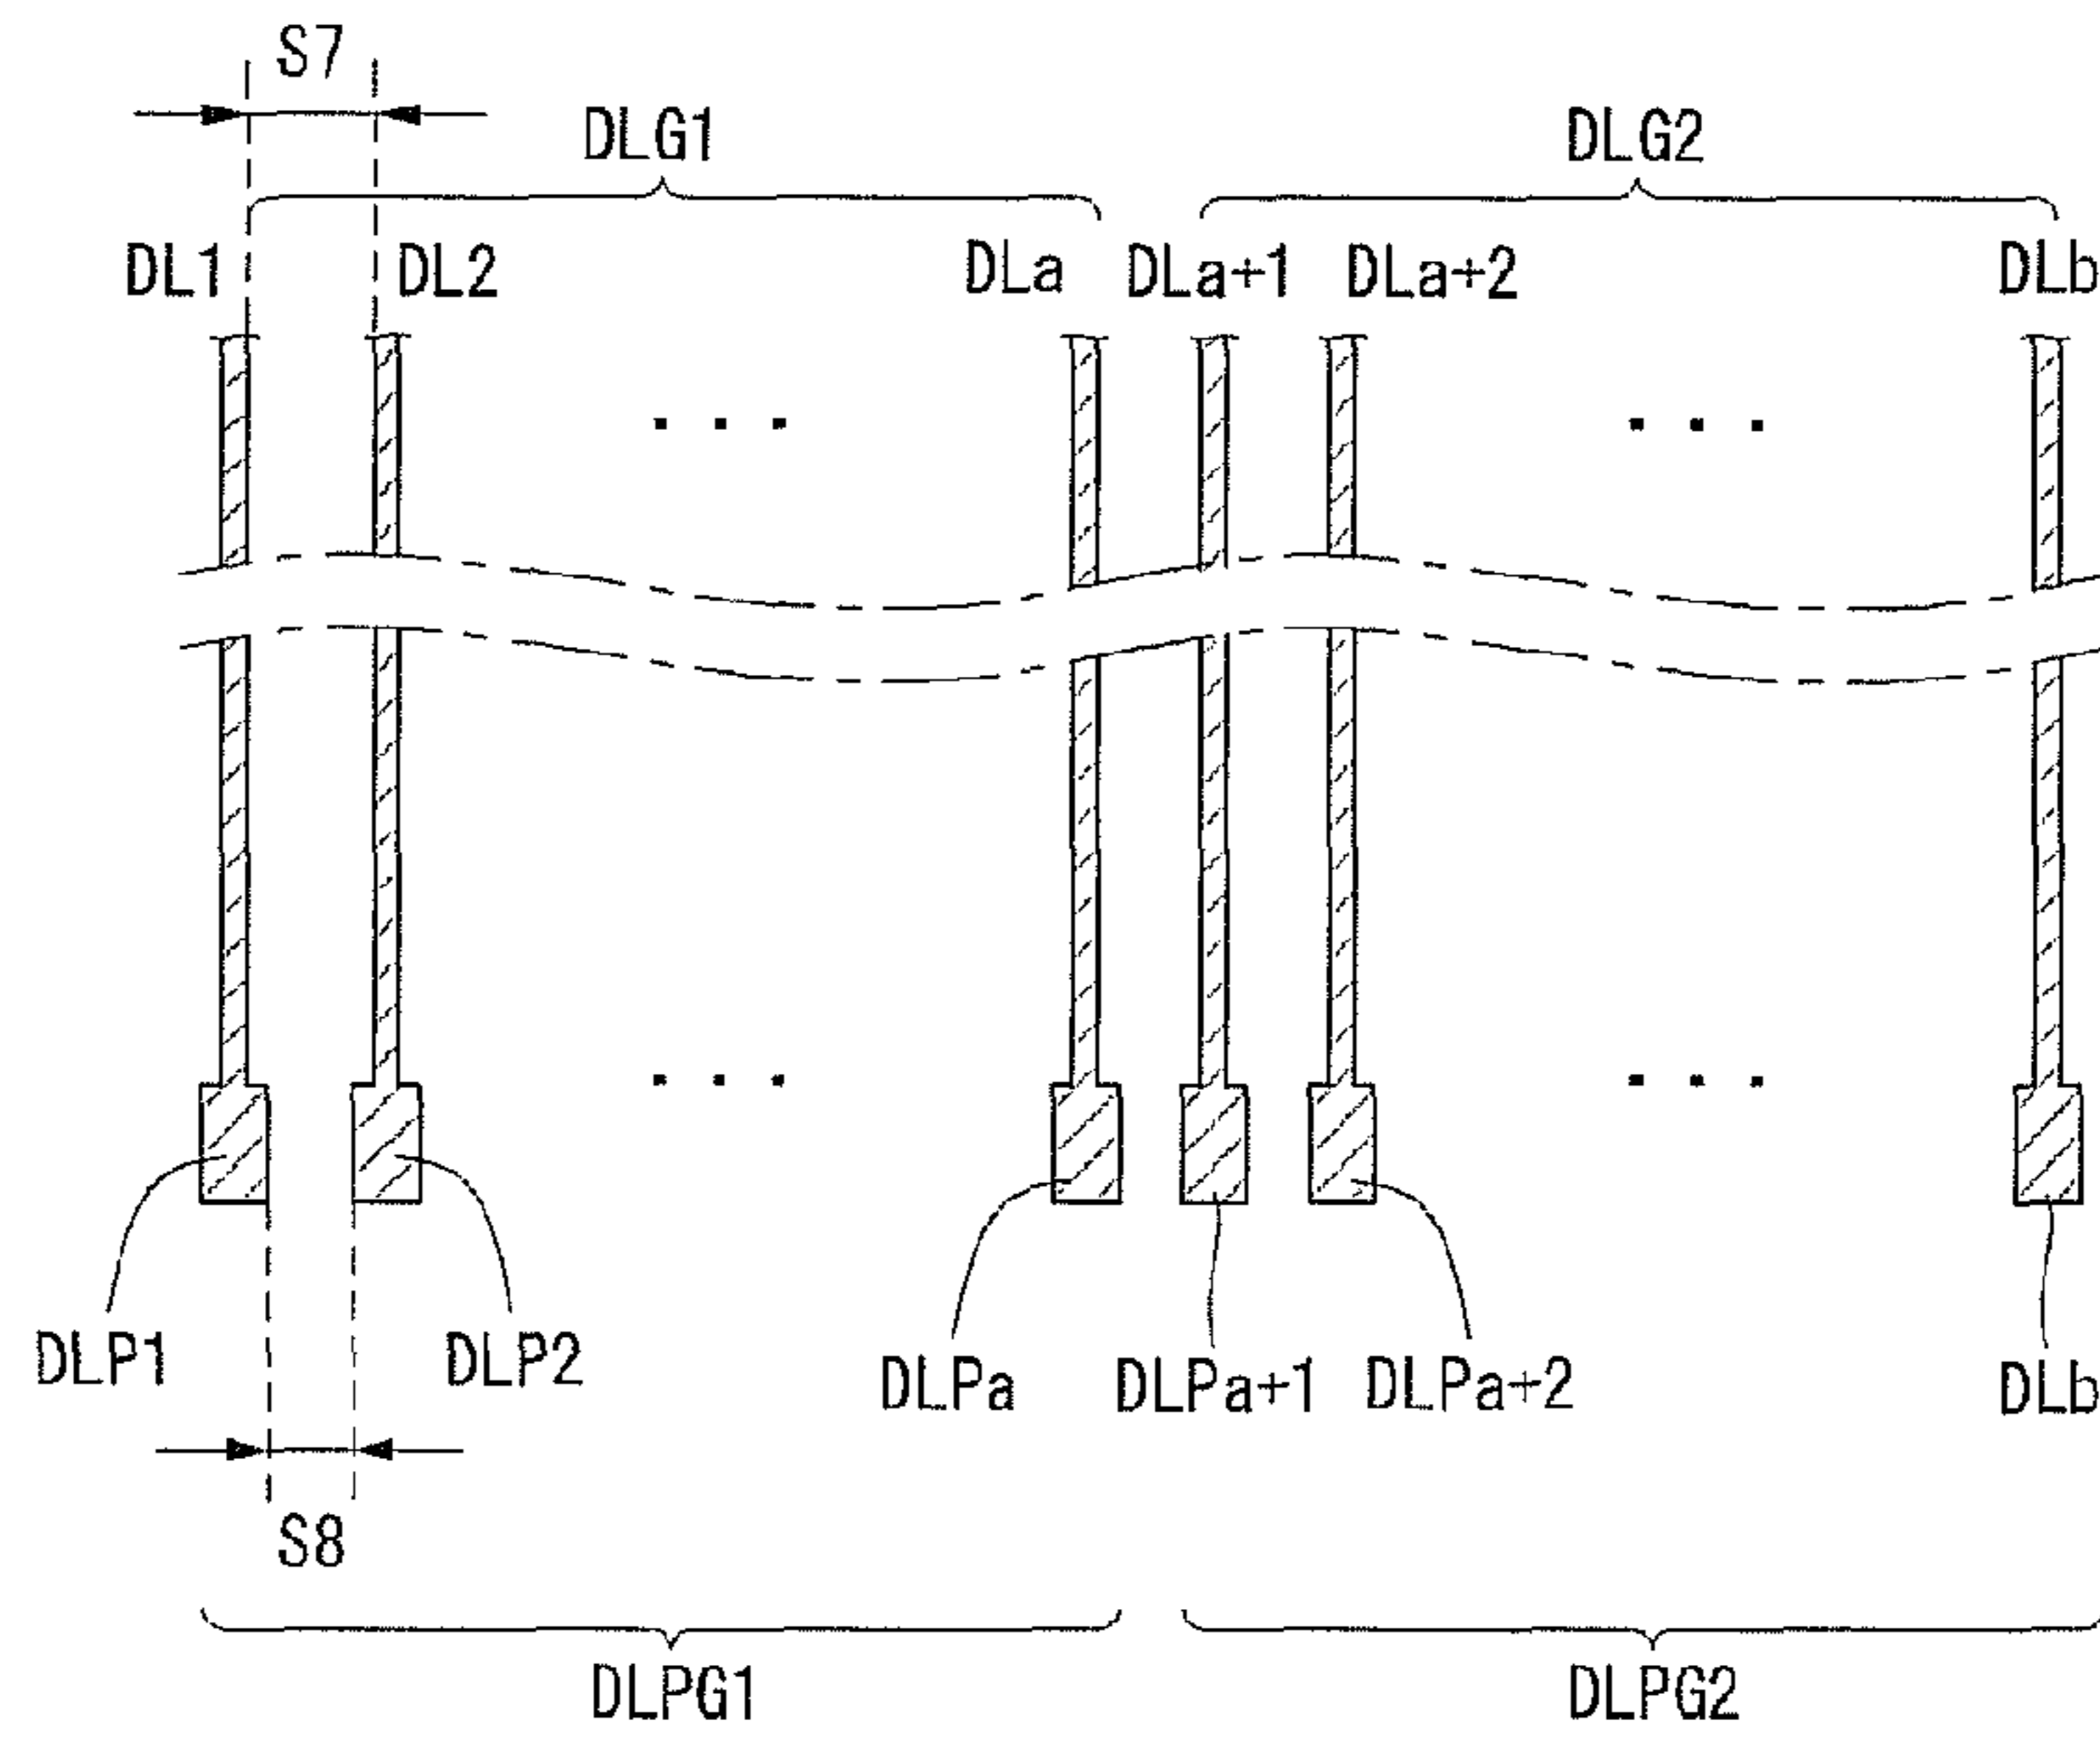 S7
DLG1 DLG2
DL1 DL2 DLa DLa+1 DLa+2 DLb
DLP1 DLP2 DLPa DLPa+1 DLPa+2 DLb
S8
DLPG1 DLPG2